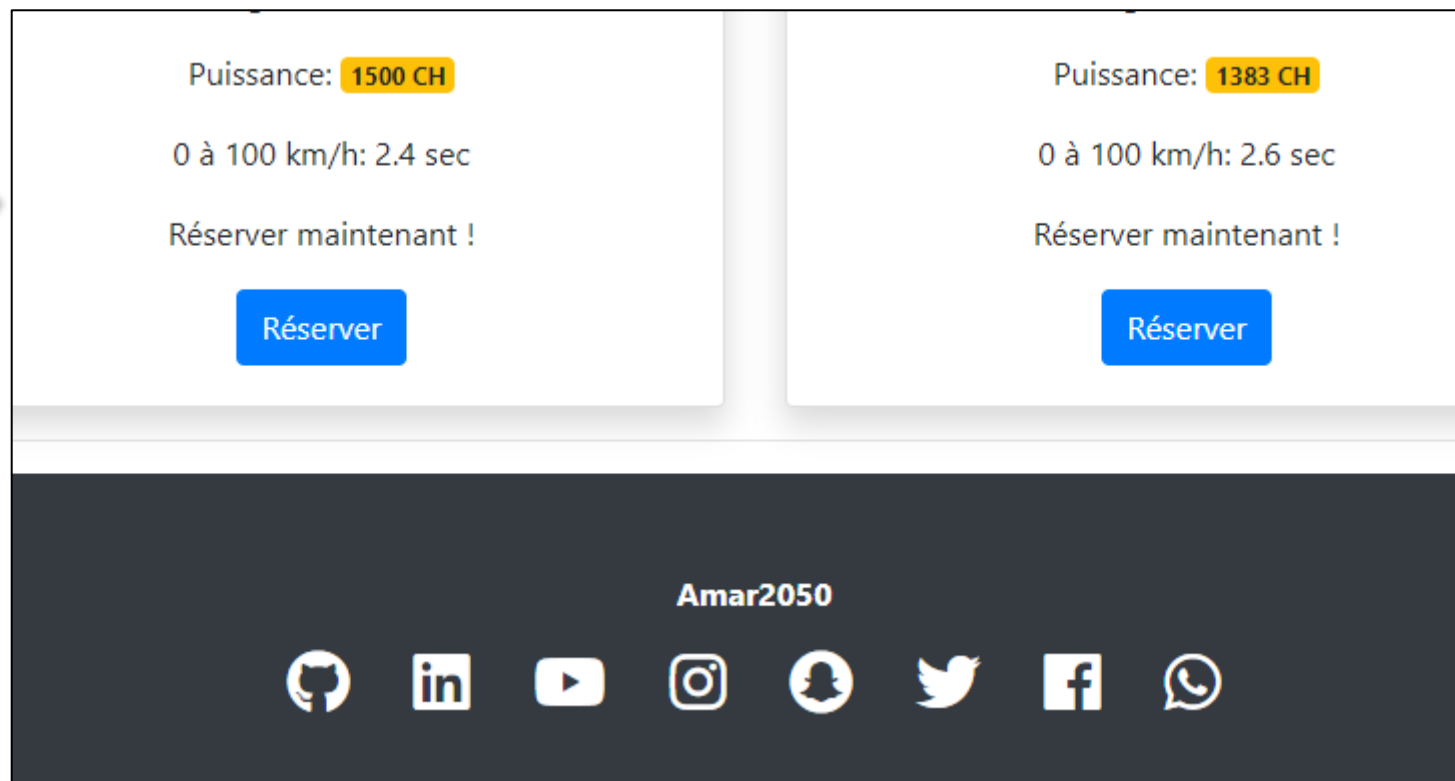 Puissance: 1500 CH
0 à 100 km/h: 2.4 sec
Réserver maintenant !
Réserver
Puissance: 1383 CH
0 à 100 km/h: 2.6 sec
Réserver maintenant !
Réserver
Amar2050